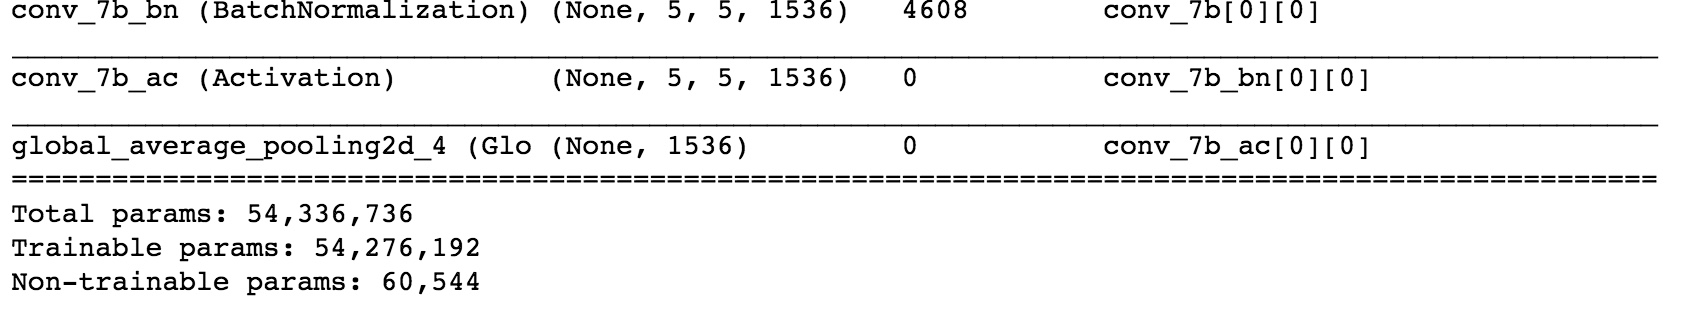 conv_7b_bn (BatchNormalization) (None, 5, 5, 1536) 4608 conv_7b[0][0]
__________________________________________________________________________________________________
conv_7b_ac (Activation) (None, 5, 5, 1536) 0 conv_7b_bn[0][0]
__________________________________________________________________________________________________
global_average_pooling2d_4 (Glo (None, 1536) 0 conv_7b_ac[0][0]
==================================================================================================
Total params: 54,336,736
Trainable params: 54,276,192
Non-trainable params: 60,544